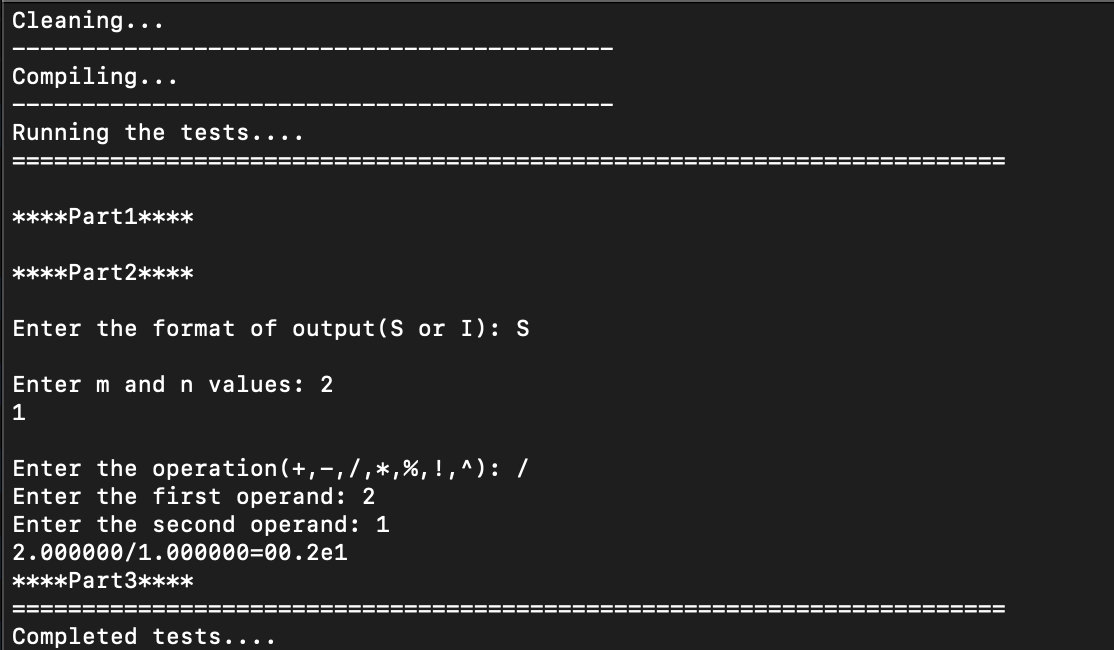 Cleaning...
-------------------------------------------
Compiling...
-------------------------------------------
Running the tests....
=======================================================================
****Part1****
****Part2****
Enter the format of output(S or I): S
Enter m and n values: 2
1
Enter the operation(+,-,/,*,%,!,^): /
Enter the first operand: 2
Enter the second operand: 1
2.000000/1.000000=00.2e1
****Part3****
=======================================================================
Completed tests....